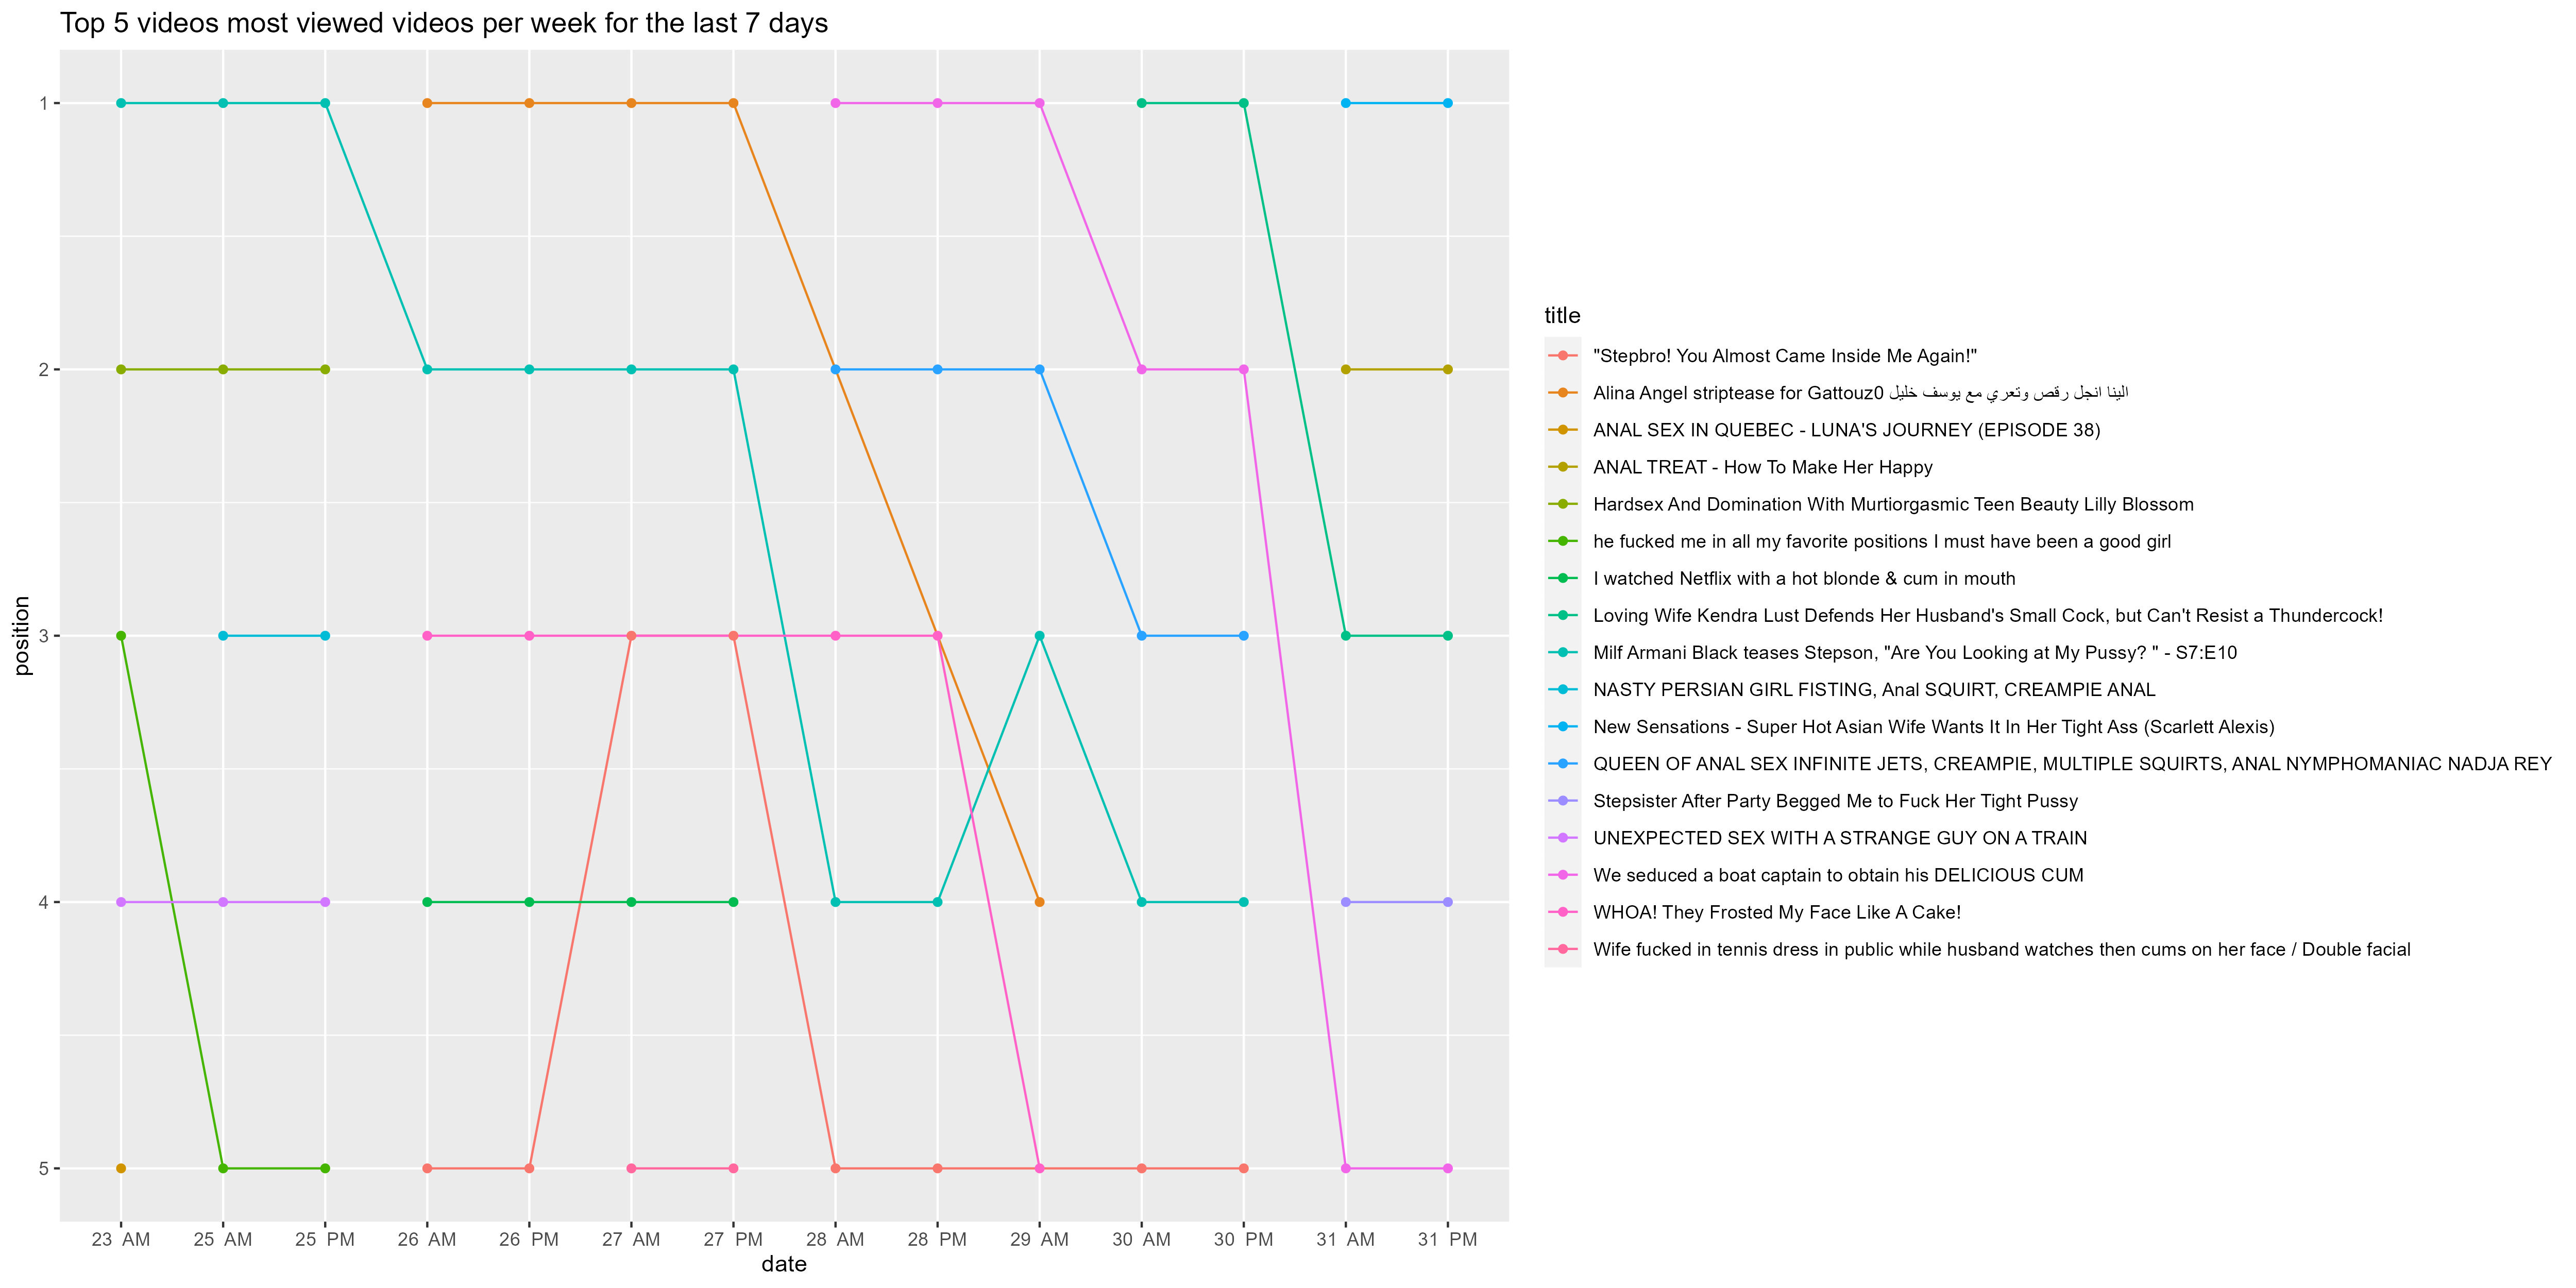 Top 5 videos most viewed videos per week for the last 7 days
1
2
3
4
5
position
23 AM 25 AM 25 PM 26 AM 26 PM 27 AM 27 PM 28 AM 28 PM 29 AM 30 AM 30 PM 31 AM 31 PM
date
title
"Stepbro! You Almost Came Inside Me Again!"
Alina Angel striptease for Gattouz0 الينا انجل رقص وتعري مع يوسف خليل
ANAL SEX IN QUEBEC - LUNA'S JOURNEY (EPISODE 38)
ANAL TREAT - How To Make Her Happy
Hardsex And Domination With Murtiorgasmic Teen Beauty Lilly Blossom
he fucked me in all my favorite positions I must have been a good girl
I watched Netflix with a hot blonde & cum in mouth
Loving Wife Kendra Lust Defends Her Husband's Small Cock, but Can't Resist a Thundercock!
Milf Armani Black teases Stepson, "Are You Looking at My Pussy? " - S7:E10
NASTY PERSIAN GIRL FISTING, Anal SQUIRT, CREAMPIE ANAL
New Sensations - Super Hot Asian Wife Wants It In Her Tight Ass (Scarlett Alexis)
QUEEN OF ANAL SEX INFINITE JETS, CREAMPIE, MULTIPLE SQUIRTS, ANAL NYMPHOMANIAC NADJA REY
Stepsister After Party Begged Me to Fuck Her Tight Pussy
UNEXPECTED SEX WITH A STRANGE GUY ON A TRAIN
We seduced a boat captain to obtain his DELICIOUS CUM
WHOA! They Frosted My Face Like A Cake!
Wife fucked in tennis dress in public while husband watches then cums on her face / Double facial